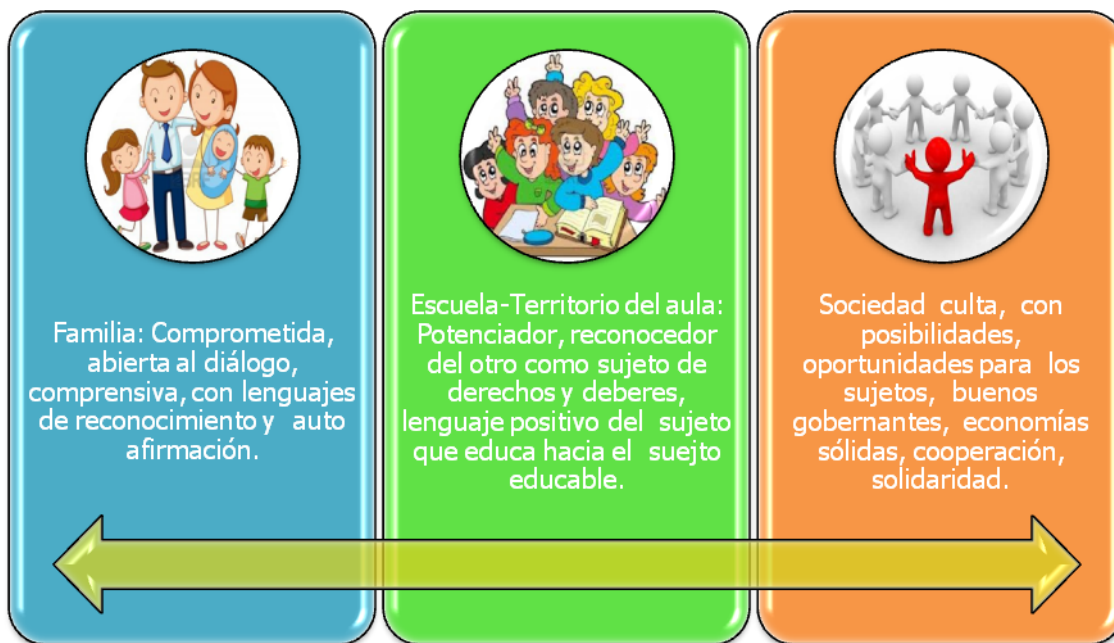 Familia: Comprometida,
abierta al diálogo,
comprensiva, con lenguajes
de reconocimiento y auto
afirmación.
Escuela-Territorio del aula:
Potenciador, reconocedor
del otro como sujeto de
derechos y deberes,
lenguaje positivo del sujeto
que educa hacia el suejto
educable.
Sociedad culta, con
posibilidades,
oportunidades para los
sujetos, buenos
gobernantes, economías
sólidas, cooperación,
solidaridad.